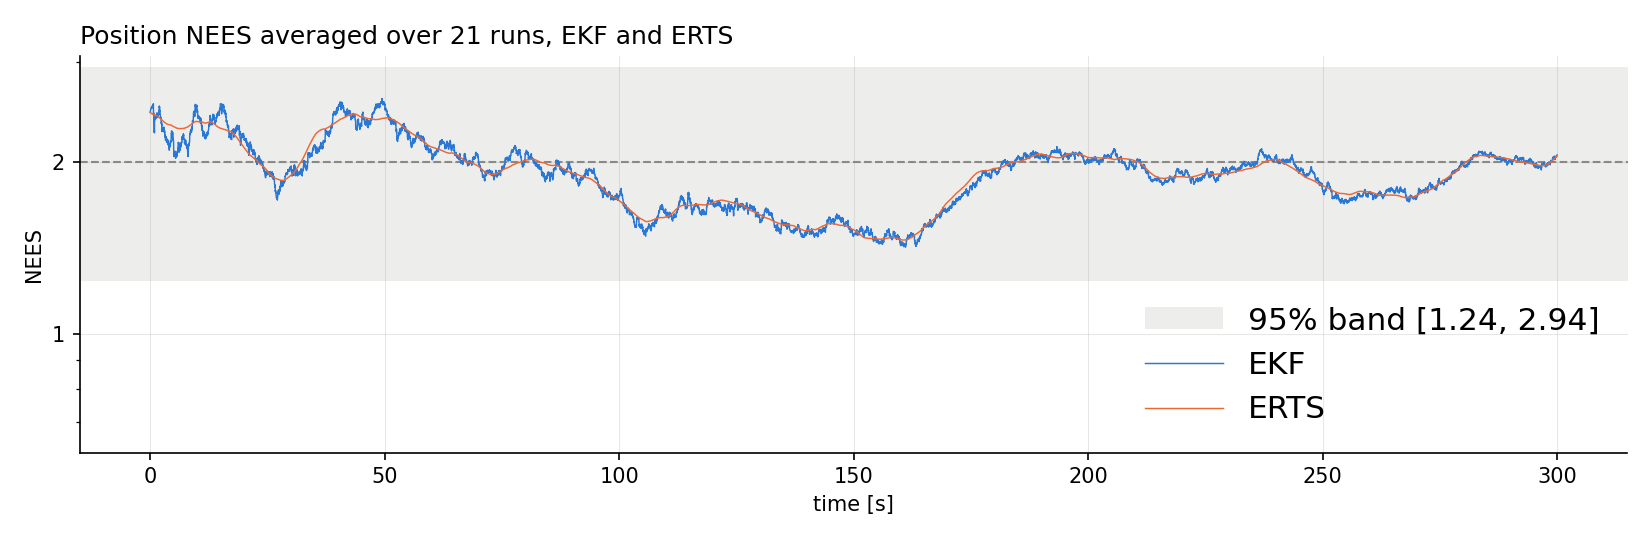 Position NEES averaged over 21 runs, EKF and ERTS
NEES
2
1
95% band [1.24, 2.94]
EKF
ERTS
0 50 100 150 200 250 300
time [s]